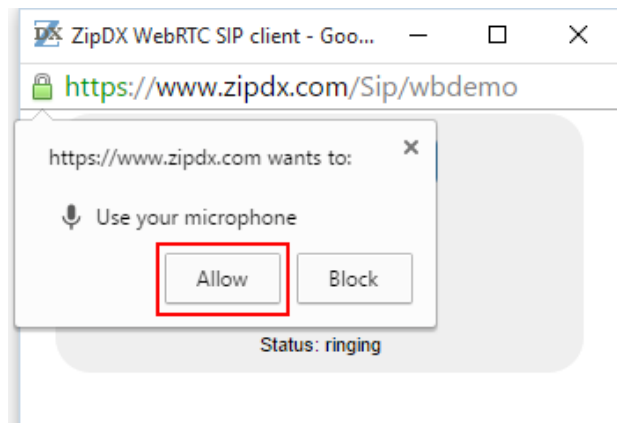 ZipDX WebRTC SIP client - Goo...
https://www.zipdx.com/Sip/wbdemo
https://www.zipdx.com wants to:
Use your microphone
Allow Block
Status: ringing